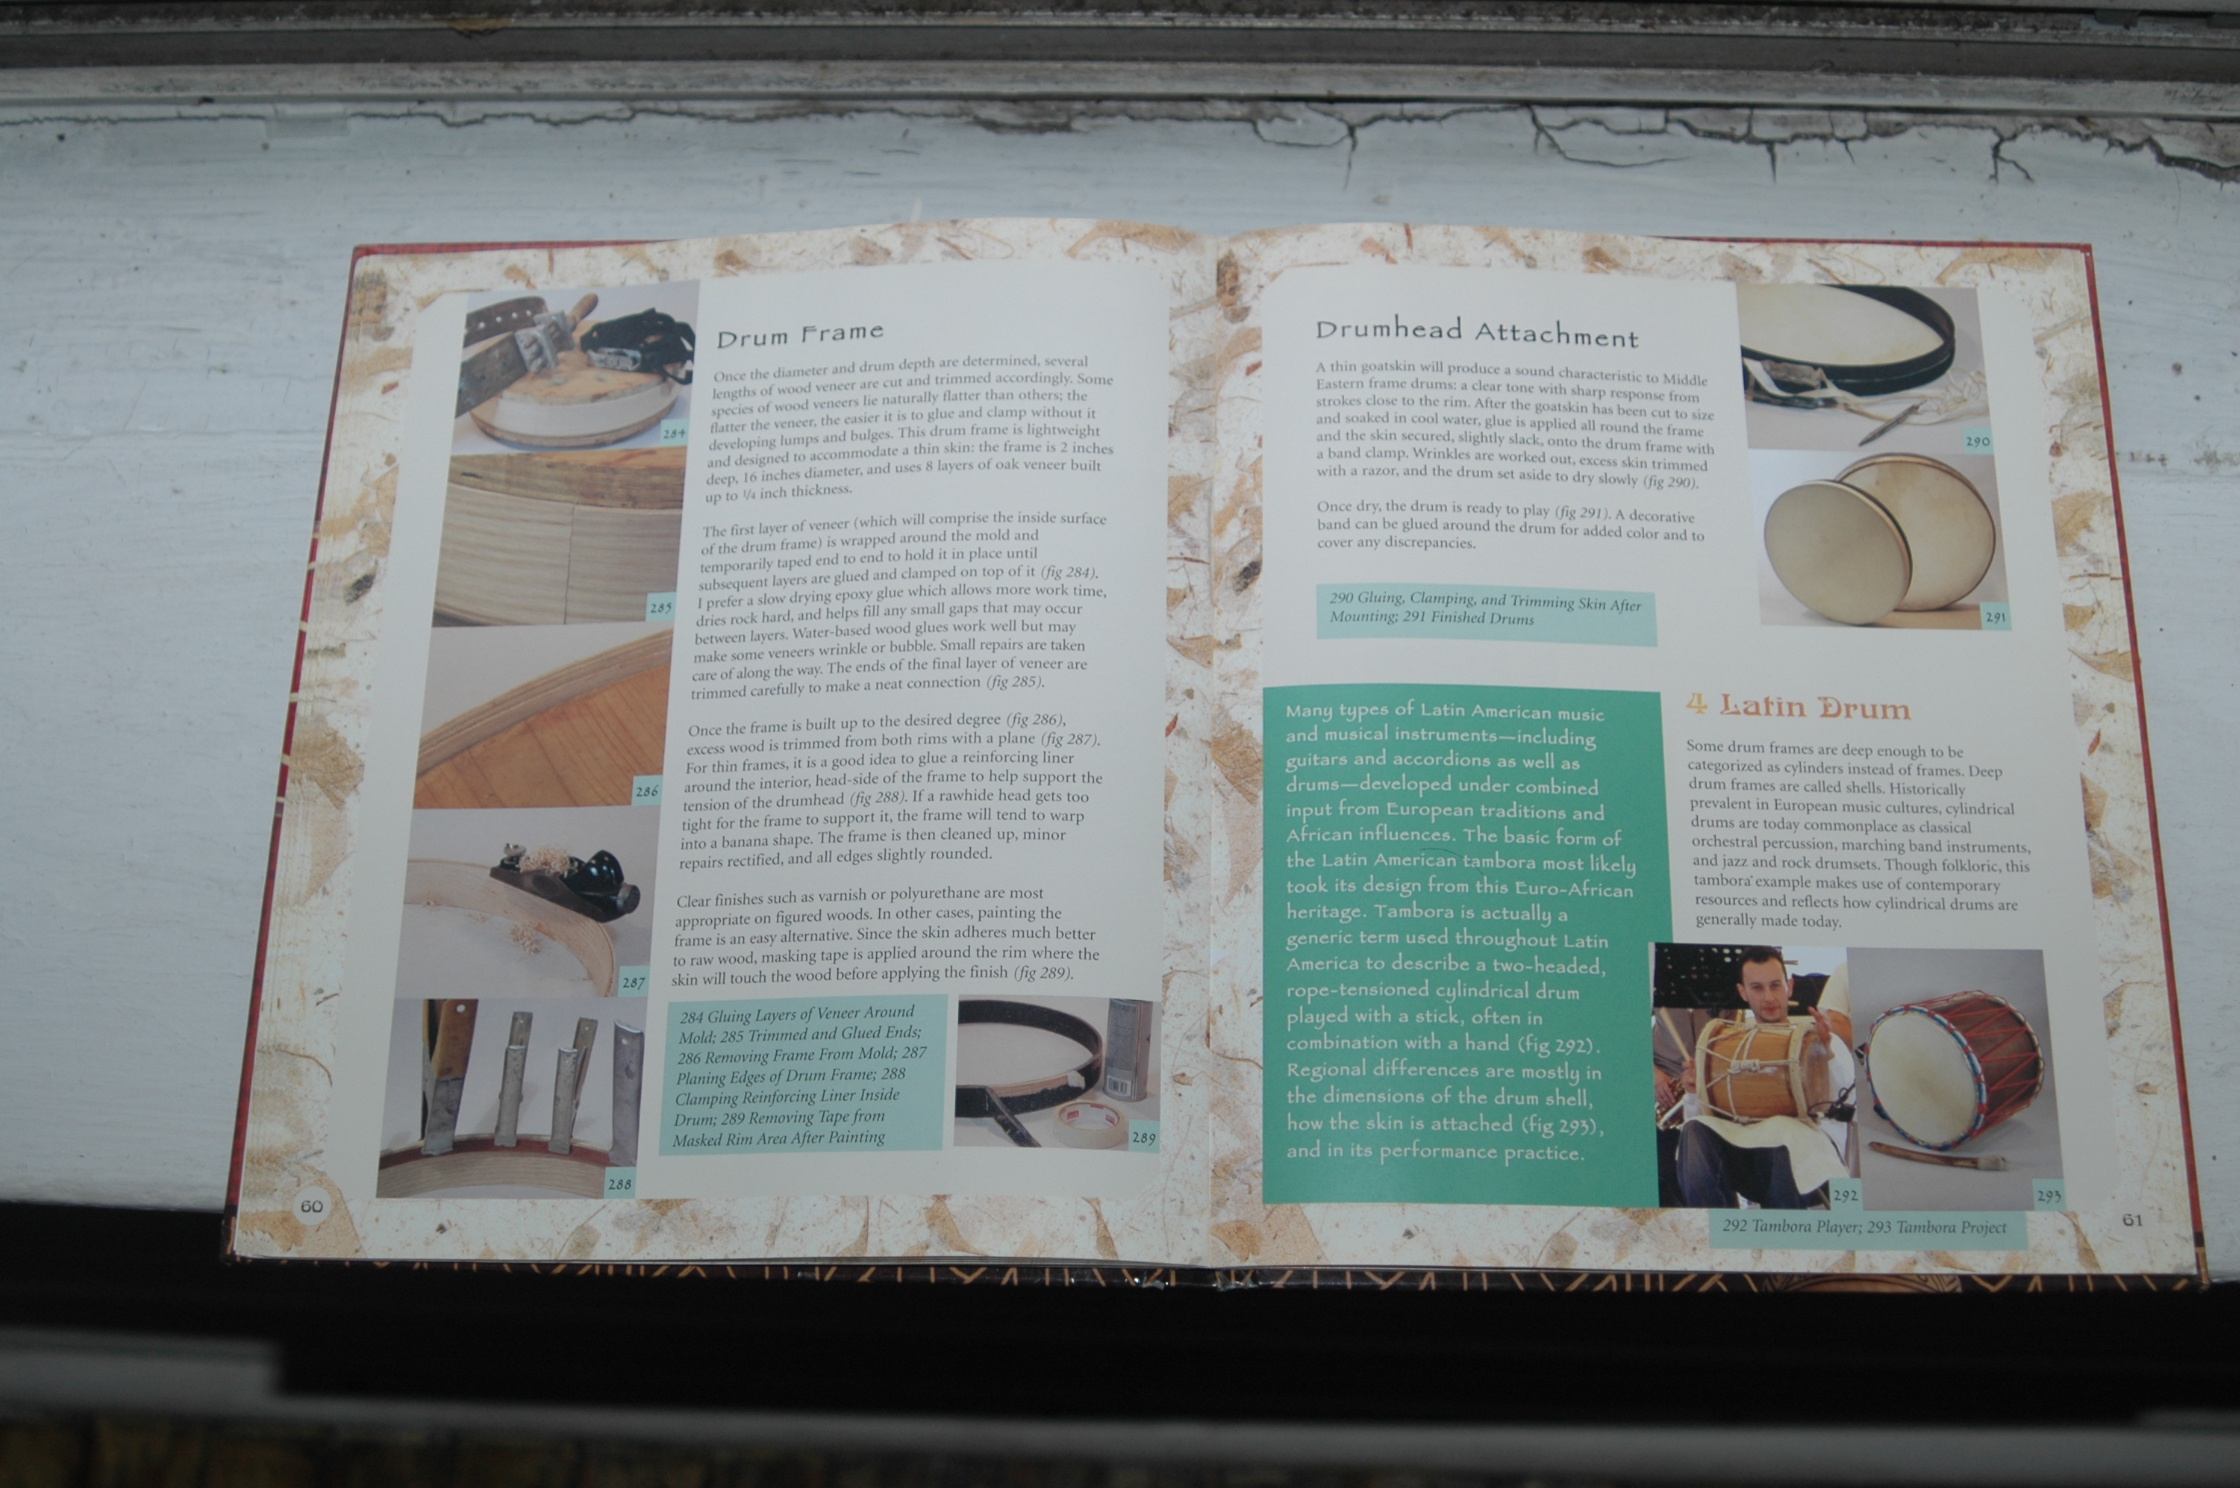 Drum Frame
Once the diameter and drum depth are determined, several
lengths of wood veneer are cut and trimmed accordingly. Some
species of wood veneers lie naturally flatter than others; the
flatter the veneer, the easier it is to glue and clamp without it
developing lumps and bulges. This drum frame is lightweight
and designed to accommodate a thin skin: the frame is 2 inches
deep, 16 inches diameter, and uses 8 layers of oak veneer built
up to 1/4 inch thickness.
The first layer of veneer (which will comprise the inside surface
of the drum frame) is wrapped around the mold and
temporarily taped end to end to hold it in place until
subsequent layers are glued and clamped on top of it (fig 284).
I prefer a slow drying epoxy glue which allows more work time,
dries rock hard, and helps fill any small gaps that may occur
between layers. Water-based wood glues work well but may
make some veneers wrinkle or bubble. Small repairs are taken
care of along the way. The ends of the final layer of veneer are
trimmed carefully to make a neat connection (fig 285).
Once the frame is built up to the desired degree (fig 286),
excess wood is trimmed from both rims with a plane (fig 287).
For thin frames, it is a good idea to glue a reinforcing liner
around the interior, head-side of the frame to help support the
tension of the drumhead (fig 288). If a rawhide head gets too
tight for the frame to support it, the frame will tend to warp
into a banana shape. The frame is then cleaned up, minor
repairs rectified, and all edges slightly rounded.
Clear finishes such as varnish or polyurethane are most
appropriate on figured woods. In other cases, painting the
frame is an easy alternative. Since the skin adheres much better
to raw wood, masking tape is applied around the rim where the
skin will touch the wood before applying the finish (fig 289).
284
285
286
287
288
284 Gluing Layers of Veneer Around
Mold; 285 Trimmed and Glued Ends;
286 Removing Frame From Mold; 287
Planing Edges of Drum Frame; 288
Clamping Reinforcing Liner Inside
Drum; 289 Removing Tape from
Masked Rim Area After Painting
289
60
Drumhead Attachment
A thin goatskin will produce a sound characteristic to Middle
Eastern frame drums: a clear tone with sharp response from
strokes close to the rim. After the goatskin has been cut to size
and soaked in cool water, glue is applied all round the frame
and the skin secured, slightly slack, onto the drum frame with
a band clamp. Wrinkles are worked out, excess skin trimmed
with a razor, and the drum set aside to dry slowly (fig 290).
Once dry, the drum is ready to play (fig 291). A decorative
band can be glued around the drum for added color and to
cover any discrepancies.
290 Gluing, Clamping, and Trimming Skin After
Mounting; 291 Finished Drums
290
291
Many types of Latin American music
and musical instruments—including
guitars and accordions as well as
drums—developed under combined
input from European traditions and
African influences. The basic form of
the Latin American tambora most likely
took its design from this Euro-African
heritage. Tambora is actually a
generic term used throughout Latin
America to describe a two-headed,
rope-tensioned cylindrical drum
played with a stick, often in
combination with a hand (fig 292).
Regional differences are mostly in
the dimensions of the drum shell,
how the skin is attached (fig 293),
and in its performance practice.
4 Latin Drum
Some drum frames are deep enough to be
categorized as cylinders instead of frames. Deep
drum frames are called shells. Historically
prevalent in European music cultures, cylindrical
drums are today commonplace as classical
orchestral percussion, marching band instruments,
and jazz and rock drumsets. Though folkloric, this
tambora example makes use of contemporary
resources and reflects how cylindrical drums are
generally made today.
292
293
292 Tambora Player; 293 Tambora Project
61